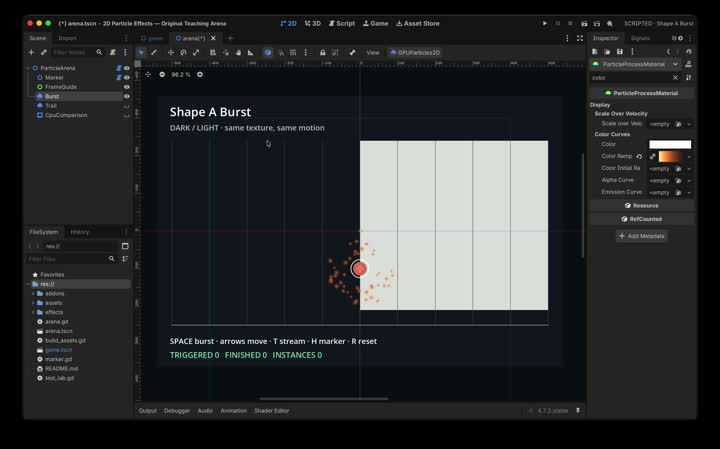 (*) arena.tscn - 2D Particle Effects — Original Teaching Arena
2D 3D Script Game Asset Store
SCRIPTED · Shape A Burst
Scene Import
Filter Nodes
ParticleArena
Marker
FrameGuide
Burst
Trail
CpuComparison
FileSystem History
res://
Filter Files
Favorites
res://
addons
assets
effects
arena.gd
arena.tscn
build_assets.gd
game.tscn
marker.gd
README.md
test_lab.gd
game arena(*)
View GPUParticles2D
96.2 %
Shape A Burst
DARK / LIGHT · same texture, same motion
SPACE burst · arrows move · T stream · H marker · R reset
TRIGGERED 0 FINISHED 0 INSTANCES 0
Output Debugger Audio Animation Shader Editor
4.7.2.stable
Inspector Signals
ParticleProcessMaterial
color
ParticleProcessMaterial
Display
Scale Over Velocity
Scale over Velo <empty
Color Curves
Color
Color Ramp
Color Initial Ra <empty
Alpha Curve <empty
Emission Curve <empty
Resource
RefCounted
Add Metadata